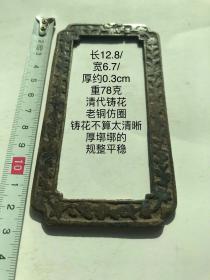 长12.8/
宽6.7/
厚约0.3cm
重78克
清代铸花
老铜仿圈
铸花不算太清晰
厚墩墩的
规整平稳
10